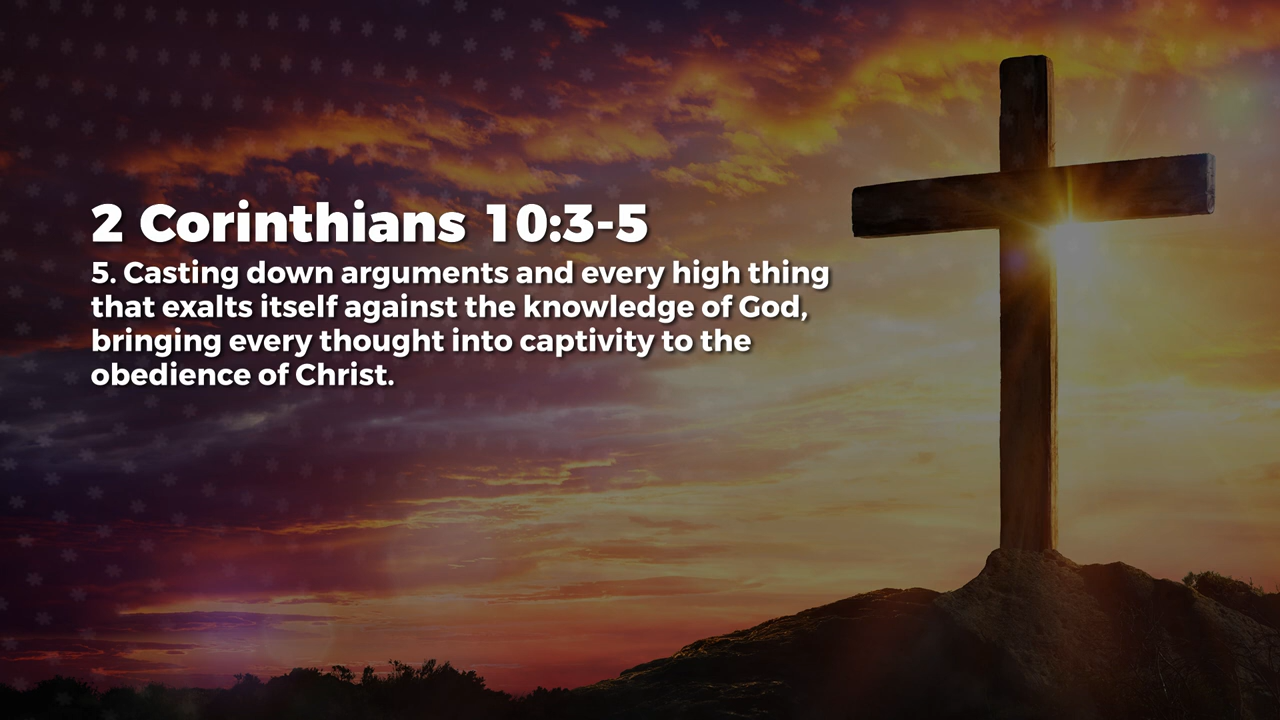 2 Corinthians 10:3-5
5. Casting down arguments and every high thing
that exalts itself against the knowledge of God,
bringing every thought into captivity to the
obedience of Christ.